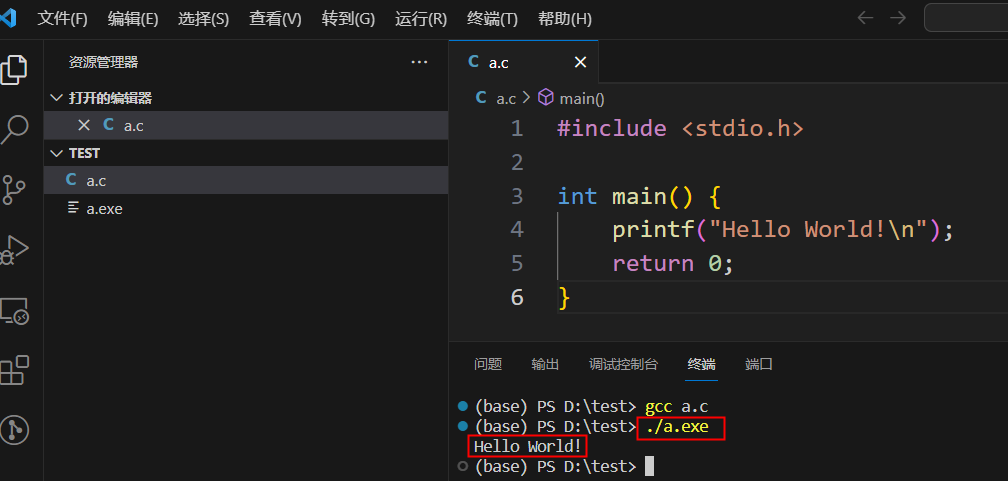 文件(F) 编辑(E) 选择(S) 查看(V) 转到(G) 运行(R) 终端(T) 帮助(H)
资源管理器 ···
打开的编辑器
a.c
TEST
C a.c
a.exe
C a.c
C a.c > main()
1 #include <stdio.h>
2
3 int main() {
4 printf("Hello World!\n");
5 return 0;
6 }
问题 输出 调试控制台 终端 端口
(base) PS D:\test> gcc a.c
(base) PS D:\test> ./a.exe
Hello World!
(base) PS D:\test>